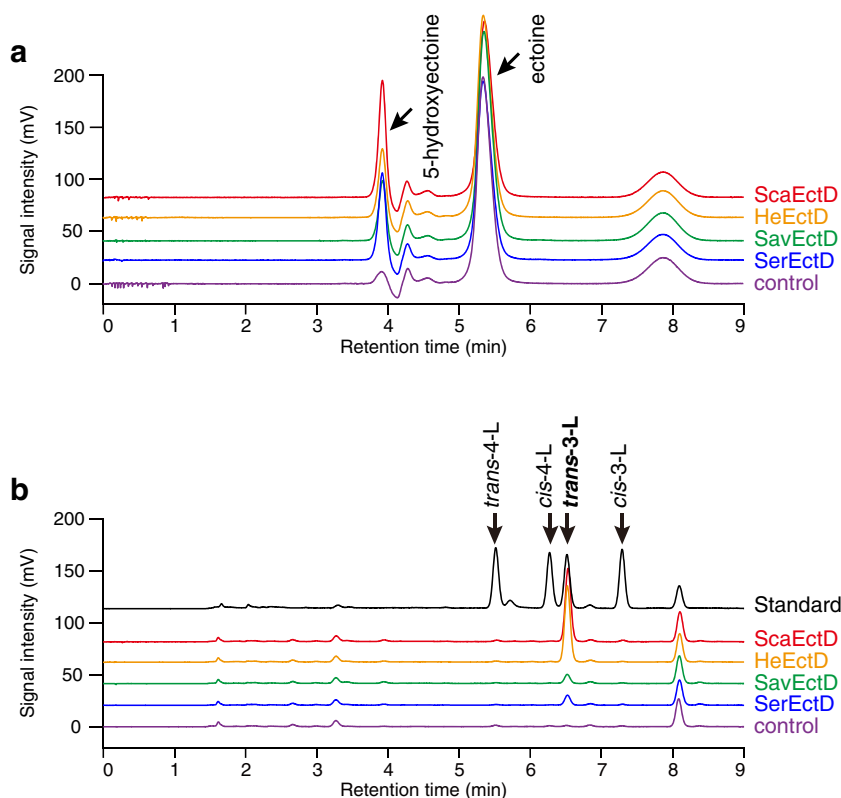 a
5-hydroxyectoine
ectoine
Signal intensity (mV)
200
150
100
50
0
ScaEctD
HeEctD
SavEctD
SerEctD
control
0 1 2 3 4 5 6 7 8 9
Retention time (min)
b
trans-4-L
cis-4-L
trans-3-L
cis-3-L
Signal intensity (mV)
200
150
100
50
0
Standard
ScaEctD
HeEctD
SavEctD
SerEctD
control
0 1 2 3 4 5 6 7 8 9
Retention time (min)